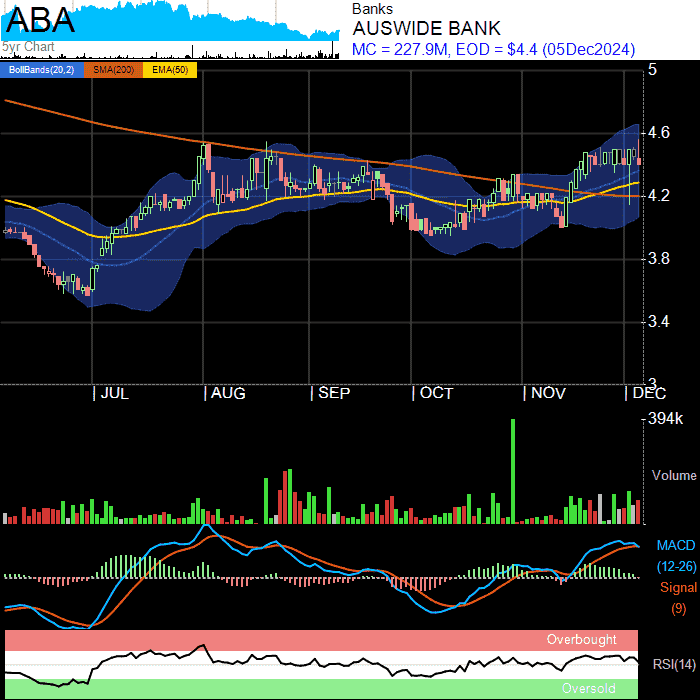 ABA
5yr Chart
Banks
AUSWIDE BANK
MC = 227.9M, EOD = $4.4 (05Dec2024)
BollBands(20,2) SMA(200) EMA(50)
5
4.6
4.2
3.8
3.4
3
JUL AUG SEP OCT NOV DEC
394k
Volume
MACD
(12-26)
Signal
(9)
Overbought
RSI(14)
Oversold